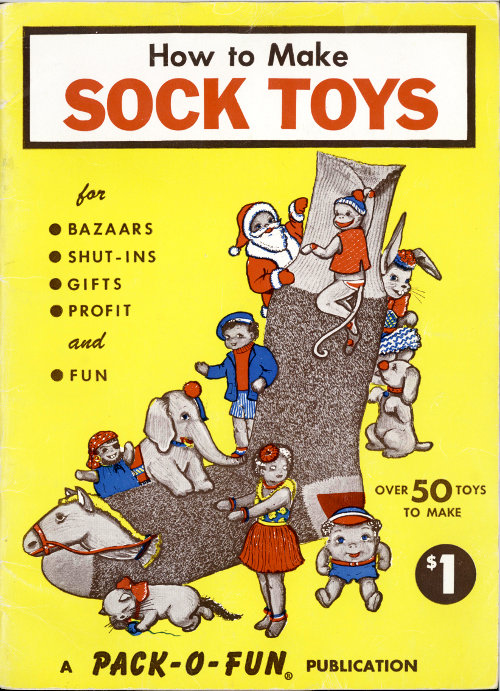 How to Make
SOCK TOYS
for
● BAZAARS
● SHUT-INS
● GIFTS
● PROFIT
and
● FUN
OVER 50 TOYS
TO MAKE
$1
A PACK-O-FUN® PUBLICATION